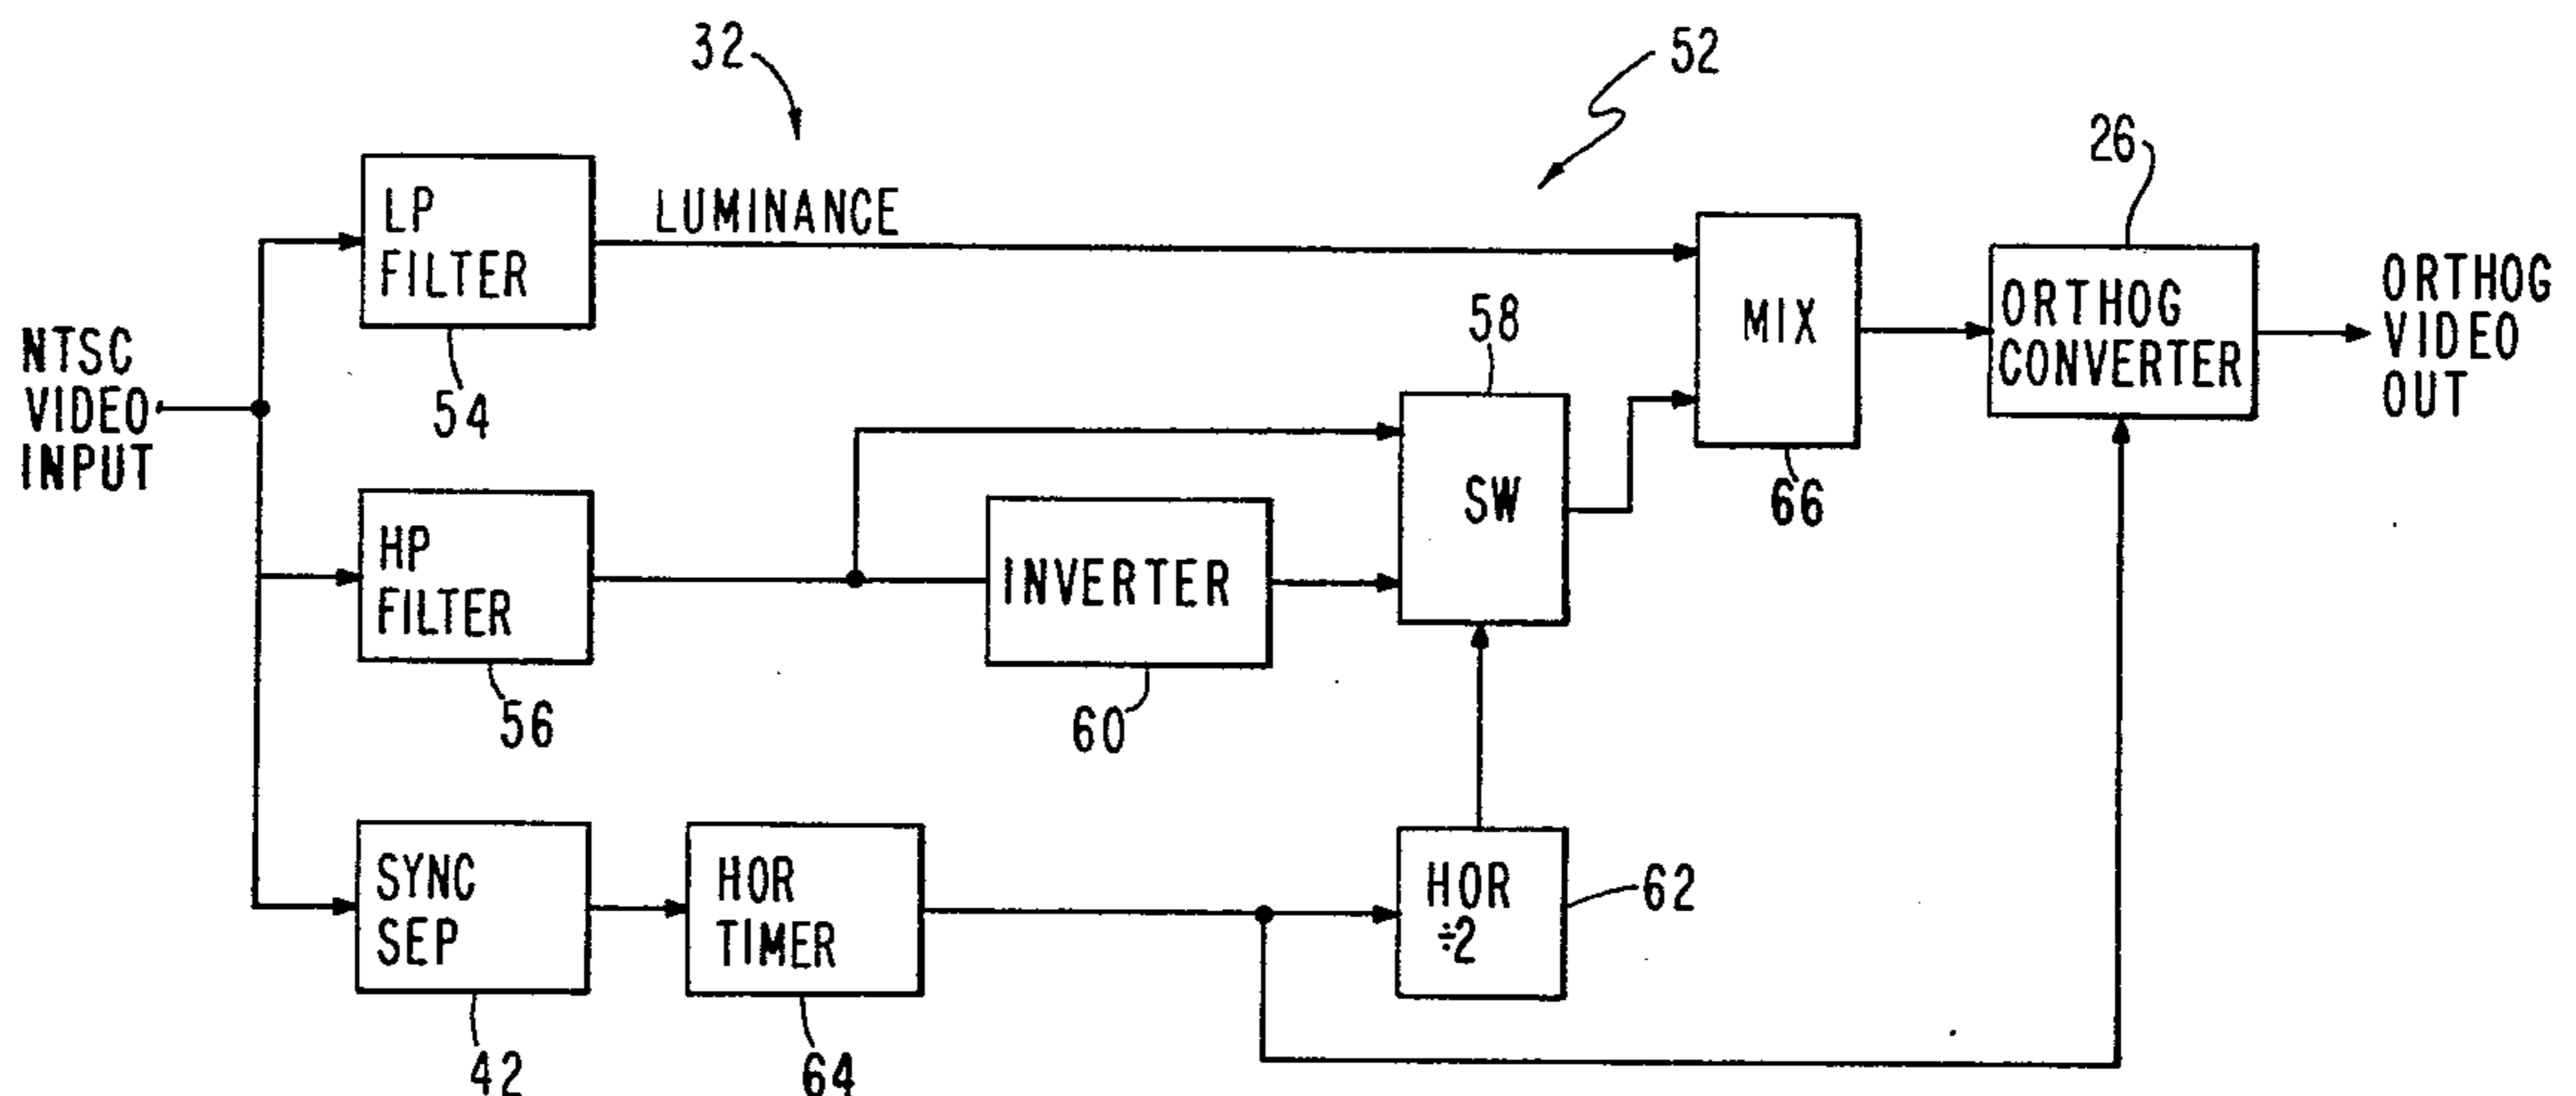 32
52
26
LP
FILTER
LUMINANCE
54
NTSC
VIDEO
INPUT
MIX
66
ORTHOG
CONVERTER
ORTHOG
VIDEO
OUT
58
SW
HP
FILTER
56
INVERTER
60
SYNC
SEP
42
HOR
TIMER
64
HOR
÷2
62